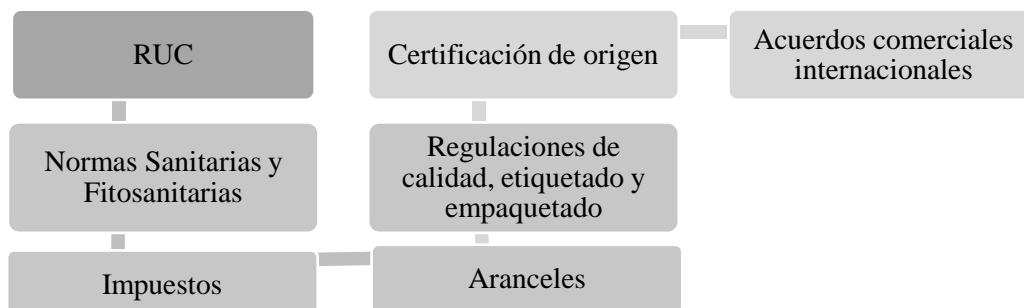 RUC
Normas Sanitarias y
Fitosanitarias
Impuestos
Aranceles
Regulaciones de
calidad, etiquetado y
empaquetado
Certificación de origen
Acuerdos comerciales
internacionales